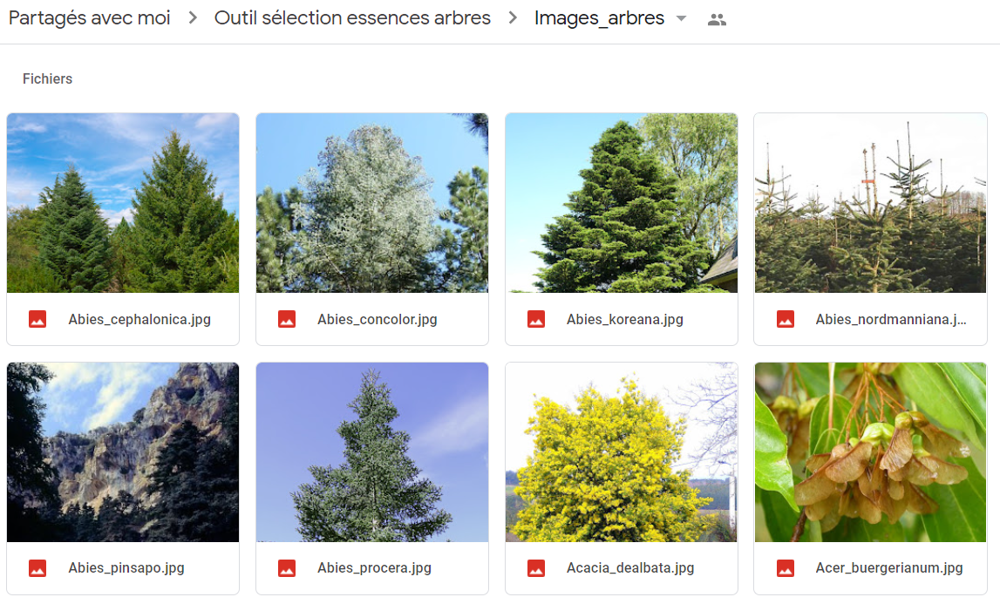 Partagés avec moi > Outil sélection essences arbres > Images_arbres
Fichiers
Abies_cephalonica.jpg
Abies_concolor.jpg
Abies_koreana.jpg
Abies_nordmanniana.j...
Abies_pinsapo.jpg
Abies_procera.jpg
Acacia_dealbata.jpg
Acer_buergerianum.jpg